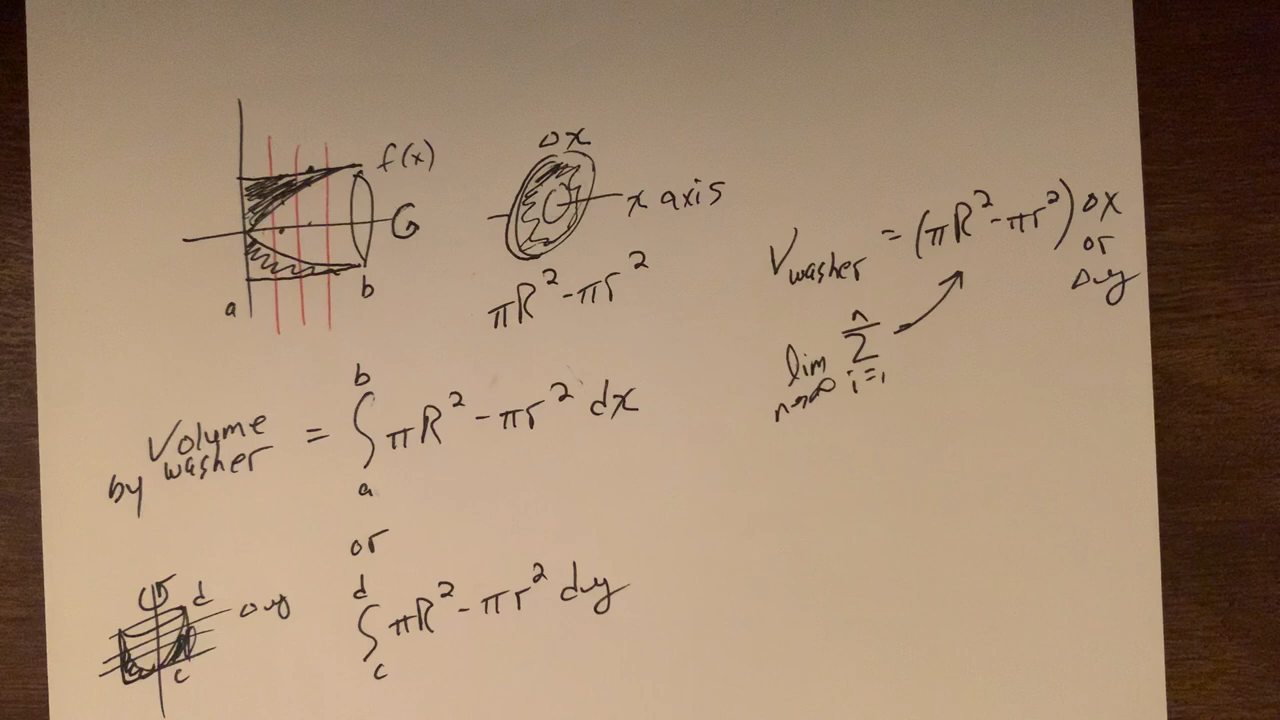 f(x)
a
b
Δx
x axis
πR² - πr²
V washer = (πR² - πr²) Δx
or
Δy
lim n→∞ n Σ i=1
Volume by washer = ∫ b a πR² - πr² dx
or
∫ d c πR² - πr² dy
d
Δy
c